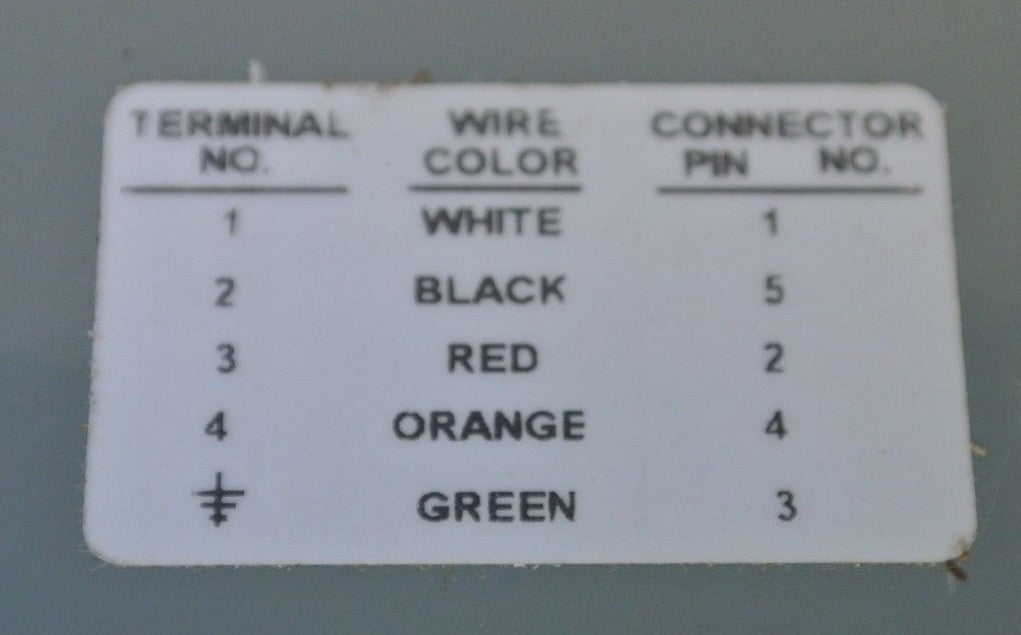 TERMINAL WIRE CONNECTOR
NO. COLOR PIN NO.
1 WHITE 1
2 BLACK 5
3 RED 2
4 ORANGE 4
⏚ GREEN 3